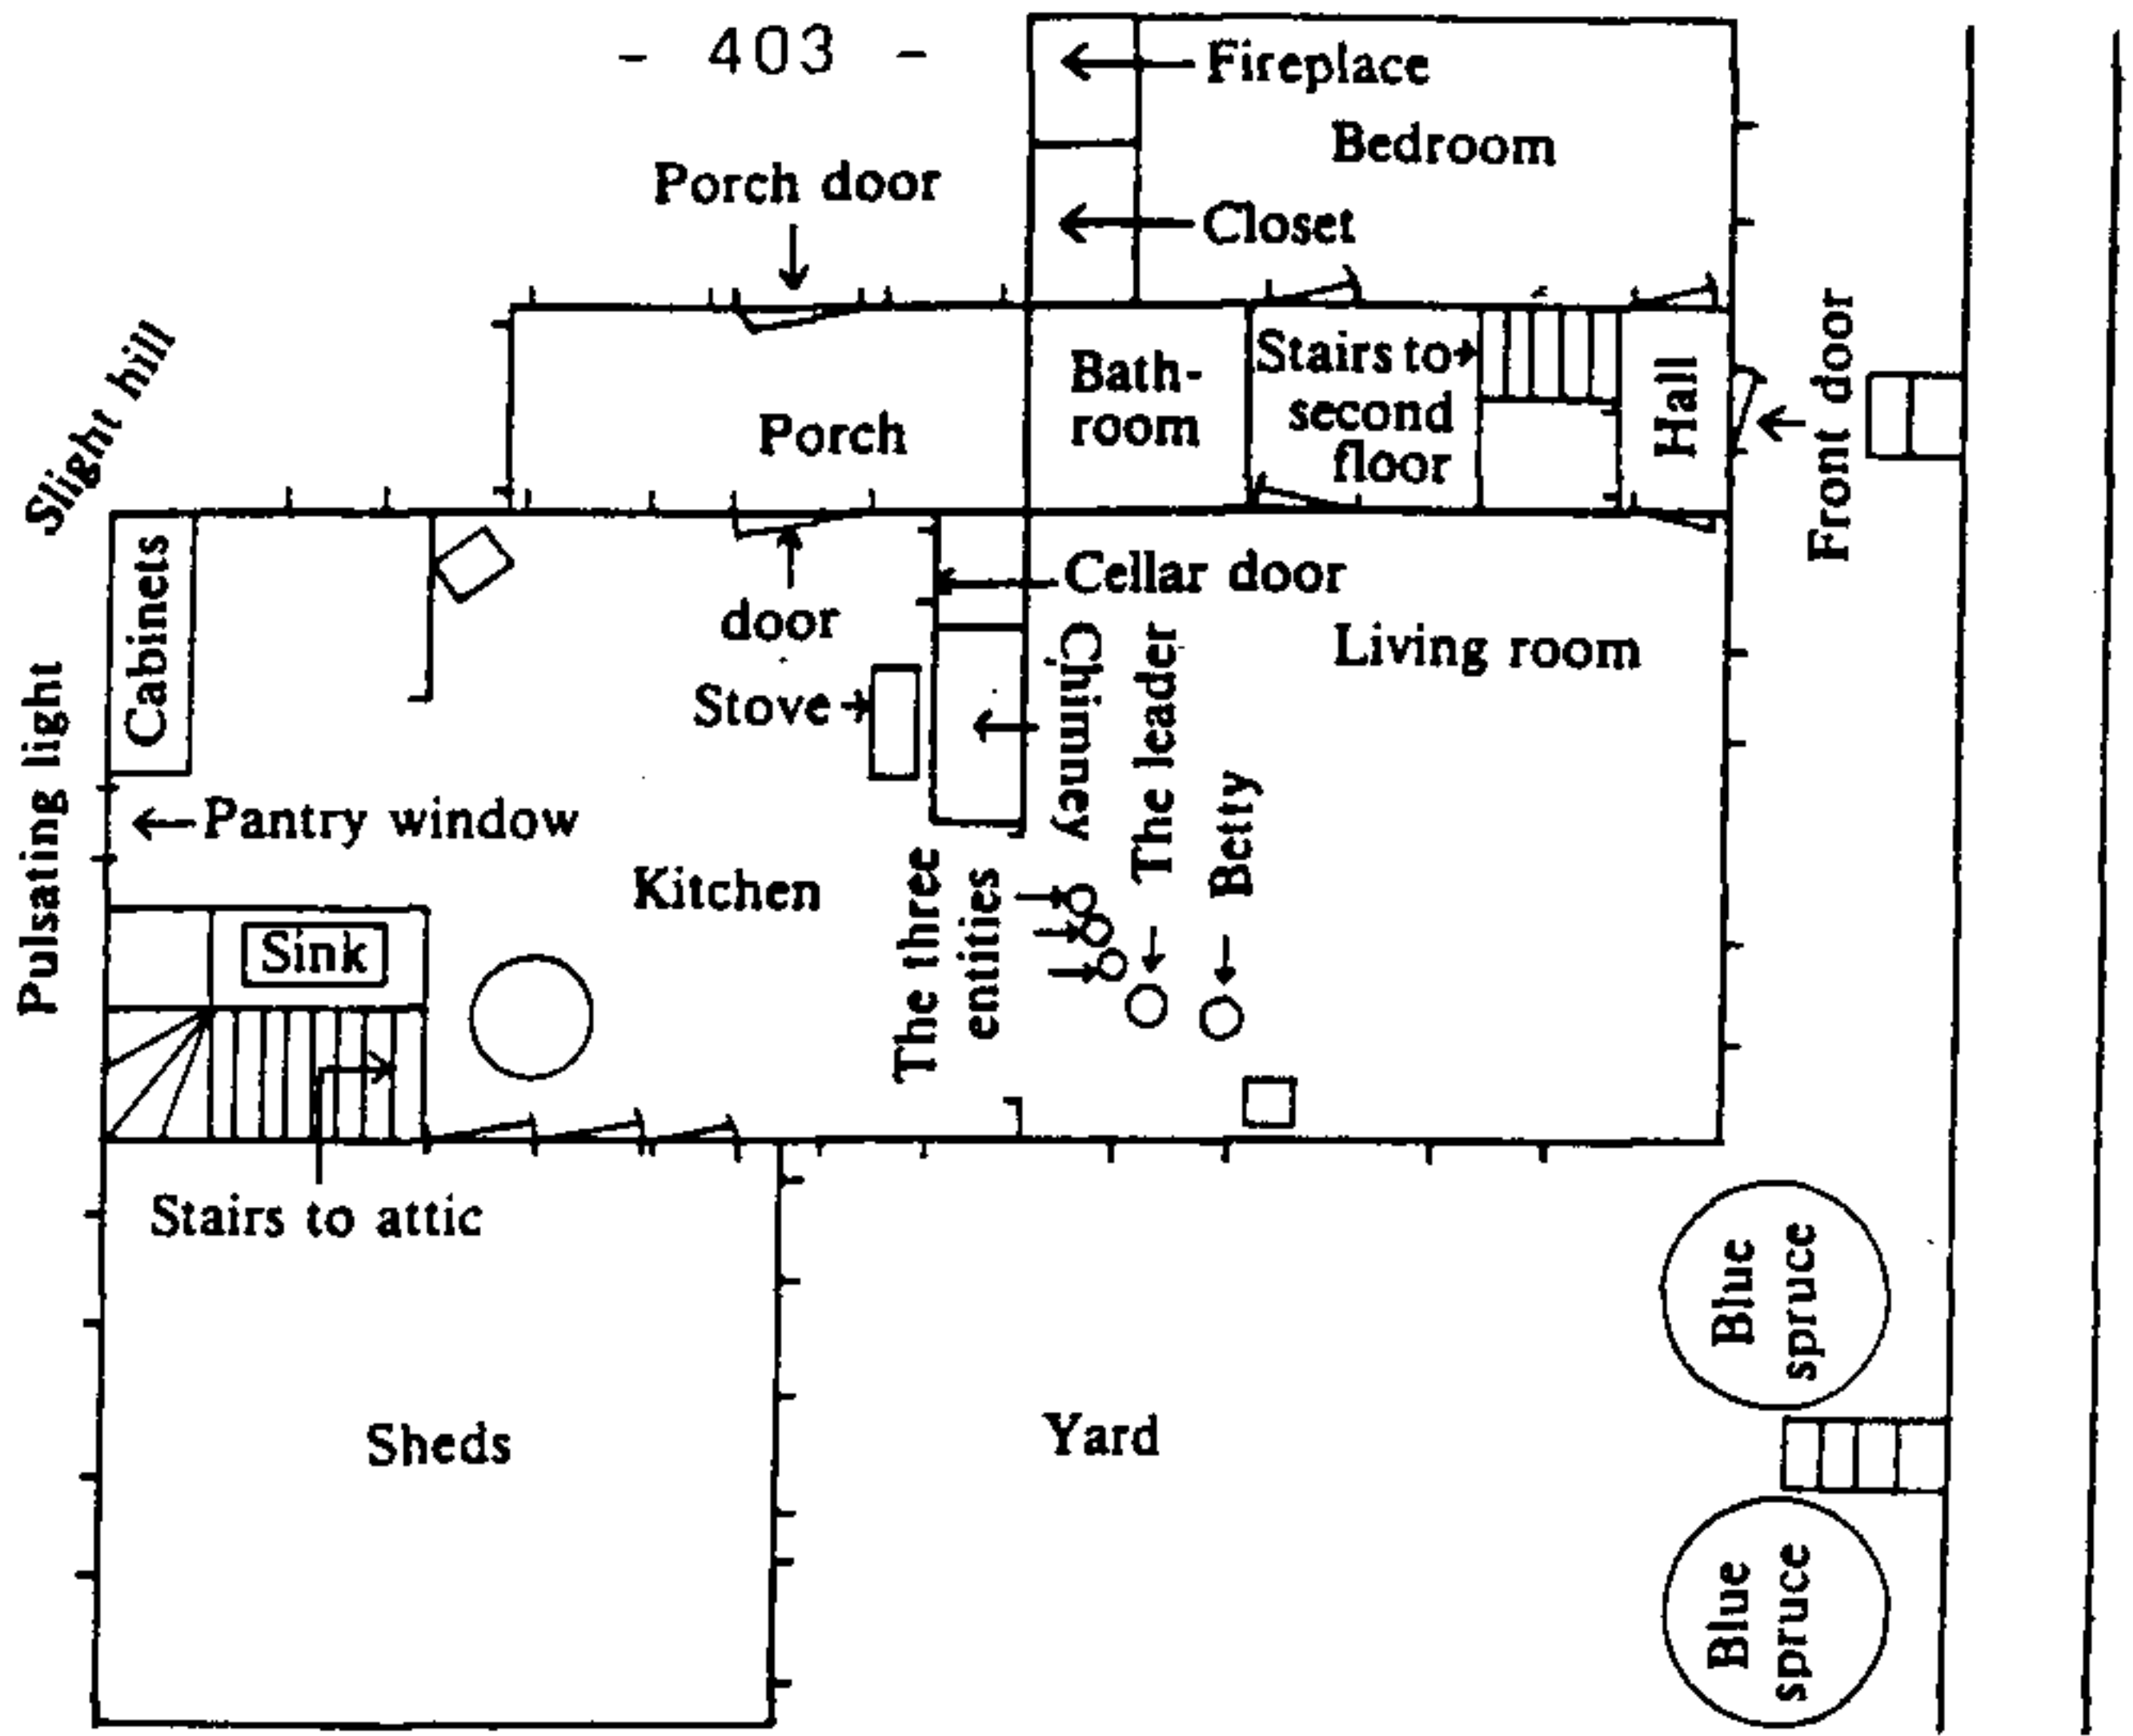 - 403 -
Fireplace
Bedroom
Porch door
Closet
Slight hill
Porch
Bath-
room
Stairs to
second
floor
Hall
Front door
Cabinets
door
Cellar door
Living room
Stove
Chimney
The leader
Betty
Pulsating light
Pantry window
Kitchen
The three
entities
Sink
Stairs to attic
Sheds
Yard
Blue
spruce
Blue
spruce